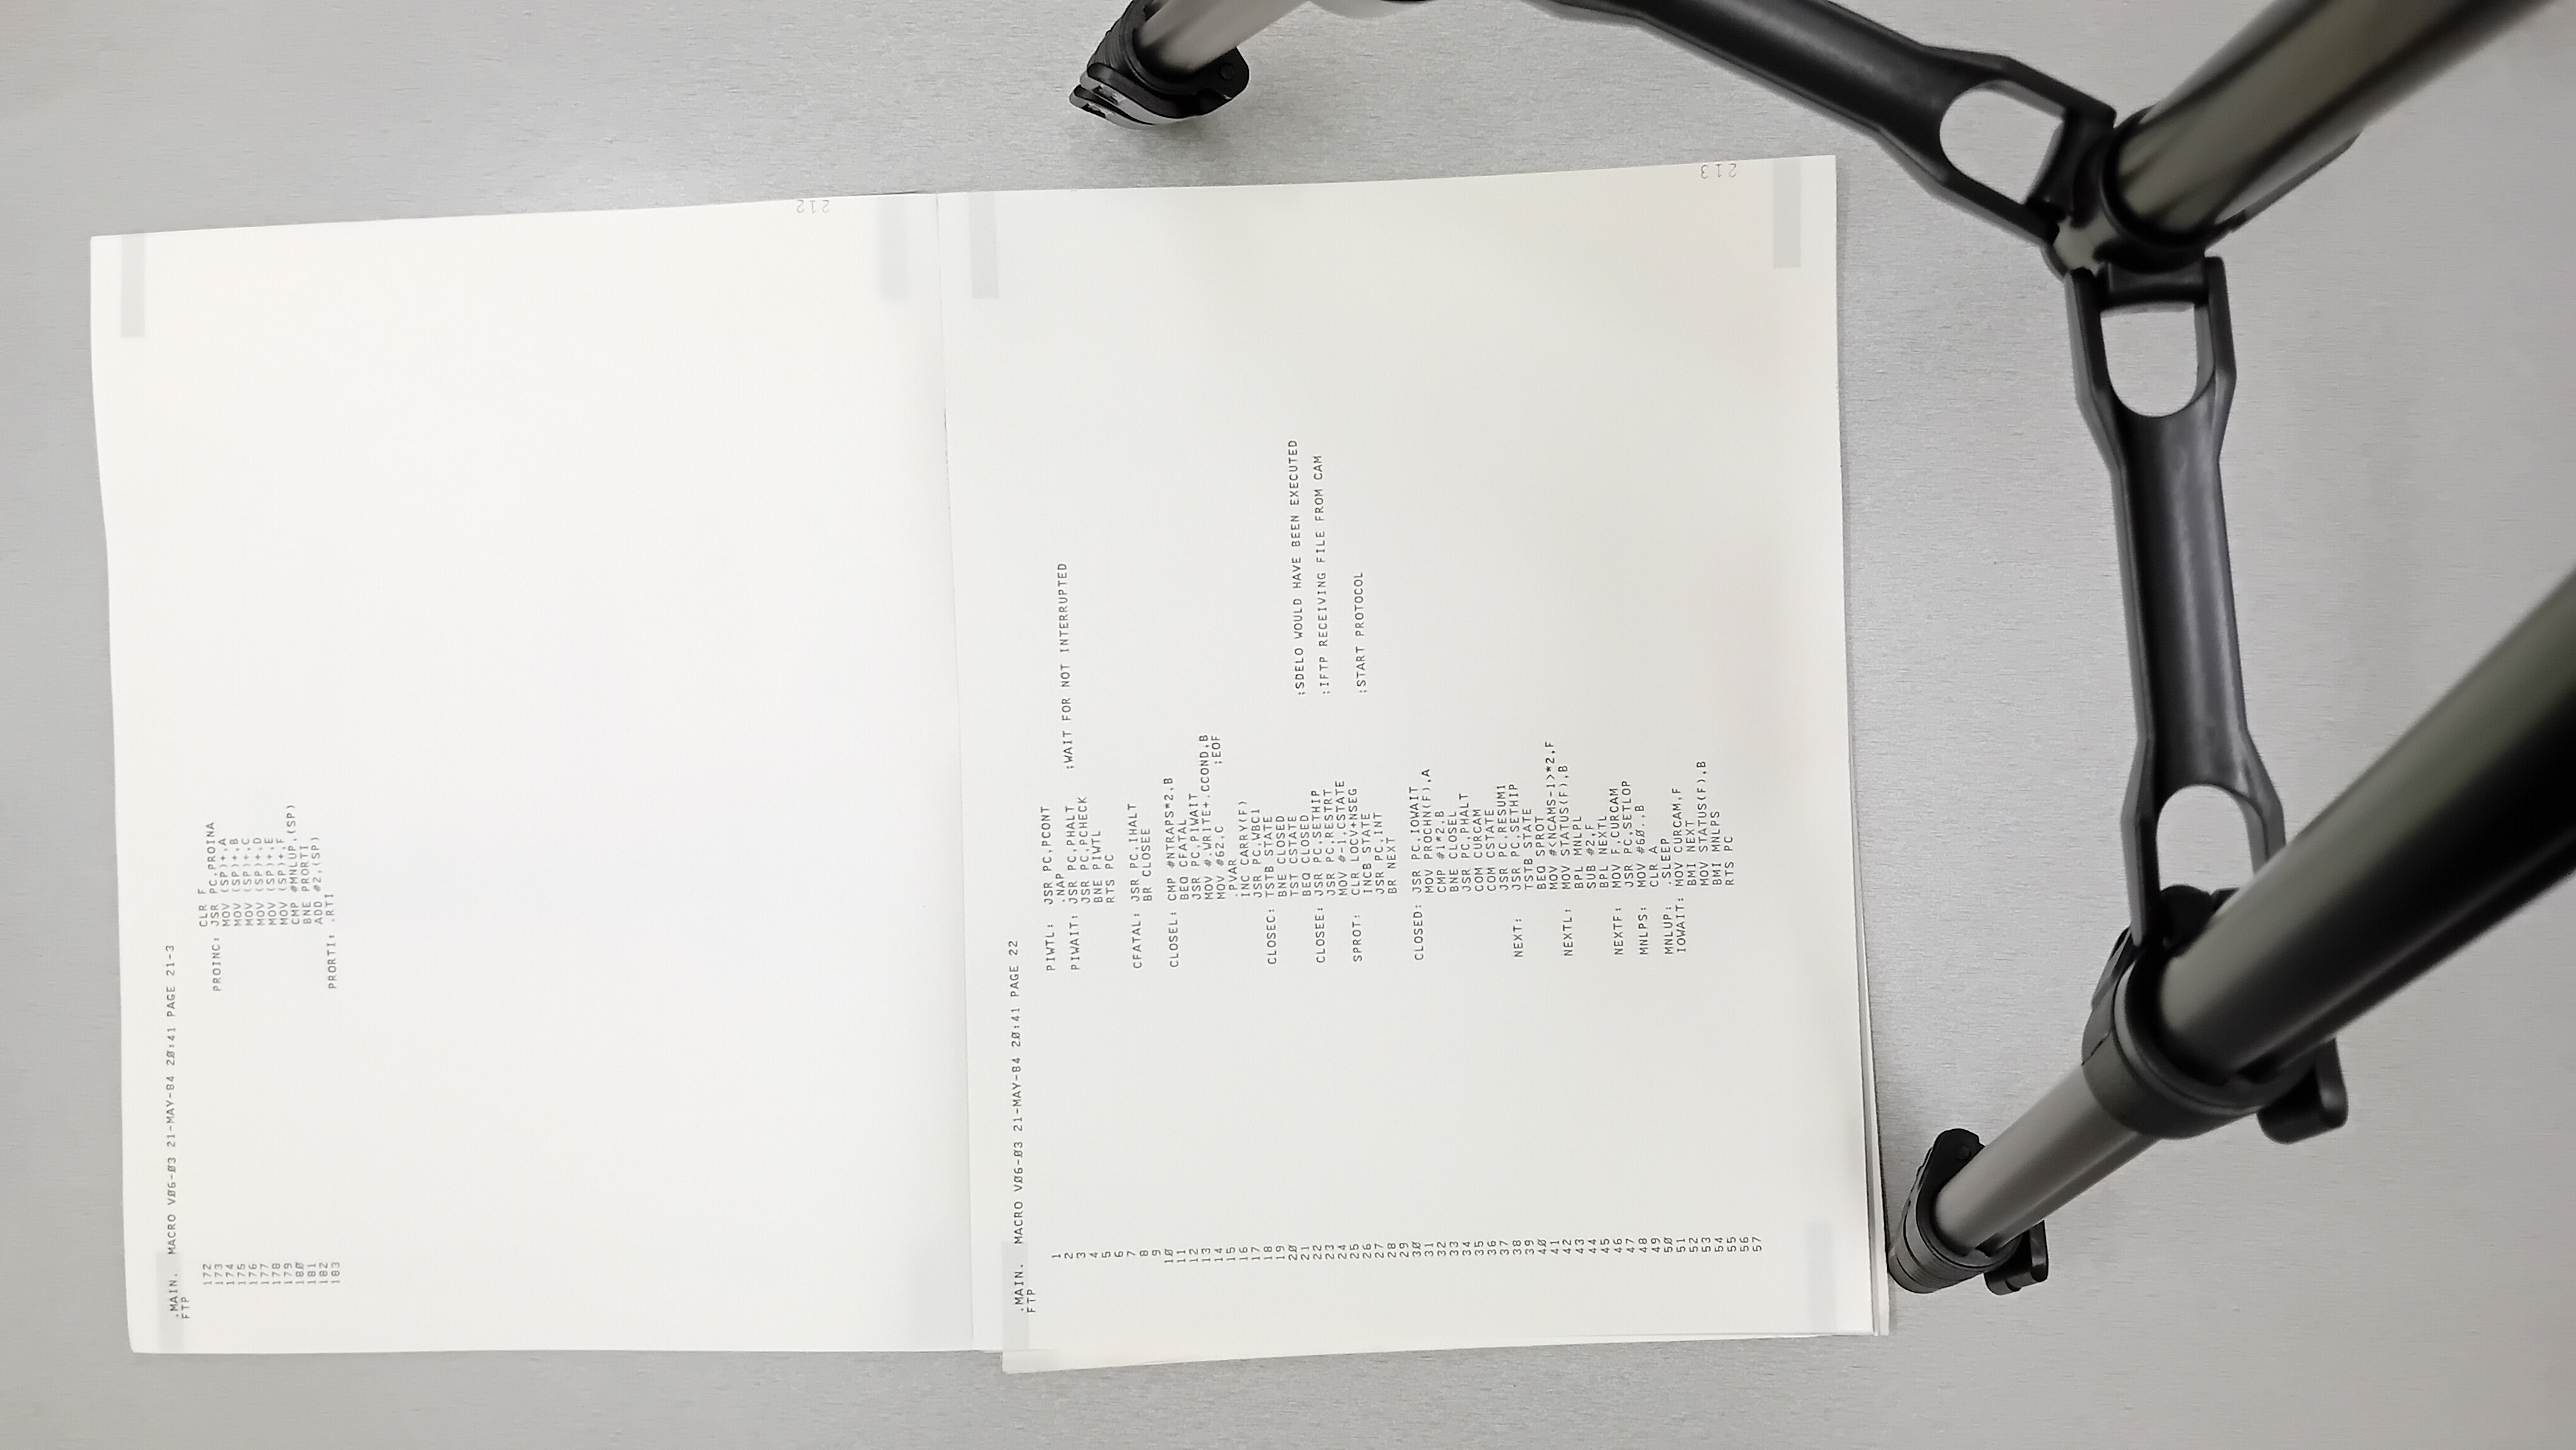 .MAIN. MACRO V06-03 21-MAY-84 20:41 PAGE 21-3
FTP
172 CLR F
173 PROINC: JSR PC,PROINA
174 MOV (SP)+,A
175 MOV (SP)+,B
176 MOV (SP)+,C
177 MOV (SP)+,D
178 MOV (SP)+,E
179 MOV (SP)+,F
180 CMP #MNLUP,(SP)
181 BNE PRORTI
182 ADD #2,(SP)
183 PRORTI: .RTI
212
.MAIN. MACRO V06-03 21-MAY-84 20:41 PAGE 22
FTP
1 PIWTL: JSR PC,PCONT
2 .NAP
3 PIWAIT: JSR PC,PHALT ;WAIT FOR NOT INTERRUPTED
4 JSR PC,PCHECK
5 BNE PIWTL
6 RTS PC
7
8 CFATAL: JSR PC,IHALT
9 BR CLOSEE
10
11 CLOSEL: CMP #NTRAPS*2,B
12 BEQ CFATAL
13 JSR PC,PIWAIT
14 MOV #.WRITE+.CCOND,B
15 MOV #62,C ;EOF
16 .PVAR
17 INC CARRY(F)
18 JSR PC,WBC1
19 CLOSEC: TSTB STATE
20 BNE CLOSED
21 TST CSTATE ;SDELO WOULD HAVE BEEN EXECUTED
22 BEQ CLOSED
23 CLOSEE: JSR PC,SETHIP ;IFTP RECEIVING FILE FROM CAM
24 JSR PC,RESTRT
25 MOV #-1,CSTATE
26 SPROT: CLR LOCV+NSEG ;START PROTOCOL
27 INCB STATE
28 JSR PC,INT
29 BR NEXT
30
31 CLOSED: JSR PC,IOWAIT
32 MOV PROCHN(F),A
33 CMP #1*2,B
34 BNE CLOSEL
35 JSR PC,PHALT
36 COM CURCAM
37 COM CSTATE
38 JSR PC,RESUM1
39 NEXT: JSR PC,SETHIP
40 TSTB STATE
41 BEQ SPROT
42 MOV #<NCAMS-1>*2,F
43 NEXTL: MOV STATUS(F),B
44 BPL MNLPL
45 SUB #2,F
46 BPL NEXTL
47 NEXTF: MOV F,CURCAM
48 JSR PC,SETLOP
49 MNLPS: MOV #60.,B
50 CLR A
51 MNLUP: .SLEEP
52 IOWAIT: MOV CURCAM,F
53 BMI NEXT
54 MOV STATUS(F),B
55 BMI MNLPS
56 RTS PC
57
213